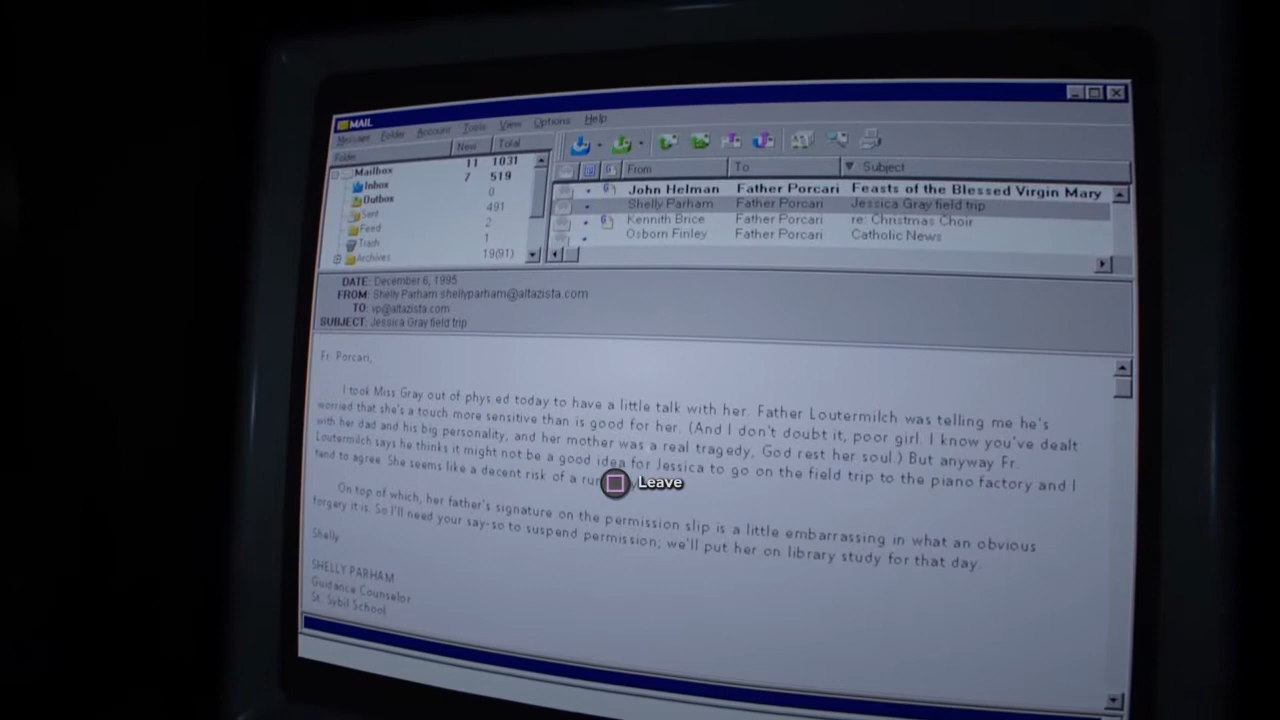 MAIL
Message Folder Account Tools View Options Help
Folder New Total
Mailbox 11 1031
Inbox 7 519
Outbox 0
Sent 491
Feed 2
Trash 1
Archives 19(91)
From To Subject
John Helman Father Porcari Feasts of the Blessed Virgin Mary
Shelly Parham Father Porcari Jessica Gray field trip
Kennith Brice Father Porcari re: Christmas Choir
Osborn Finley Father Porcari Catholic News
DATE: December 6, 1995
FROM: Shelly Parham shellyparham@altazista.com
TO: vp@altazista.com
SUBJECT: Jessica Gray field trip
Fr. Porcari,
I took Miss Gray out of phys ed today to have a little talk with her. Father Loutermilch was telling me he's
worried that she's a touch more sensitive than is good for her. (And I don't doubt it, poor girl. I know you've dealt
with her dad and his big personality, and her mother was a real tragedy, God rest her soul.) But anyway Fr.
Loutermilch says he thinks it might not be a good idea for Jessica to go on the field trip to the piano factory and I
tend to agree. She seems like a decent risk of a
Leave
On top of which, her father's signature on the permission slip is a little embarrassing in what an obvious
forgery it is. So I'll need your say-so to suspend permission; we'll put her on library study for that day.
Shelly
SHELLY PARHAM
Guidance Counselor
St. Sybil School